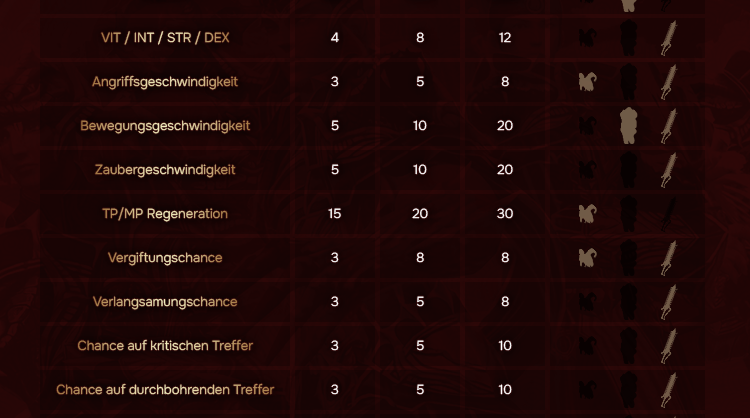 VIT / INT / STR / DEX 4 8 12
Angriffsgeschwindigkeit 3 5 8
Bewegungsgeschwindigkeit 5 10 20
Zaubergeschwindigkeit 5 10 20
TP/MP Regeneration 15 20 30
Vergiftungschance 3 8 8
Verlangsamungschance 3 5 8
Chance auf kritischen Treffer 3 5 10
Chance auf durchbohrenden Treffer 3 5 10